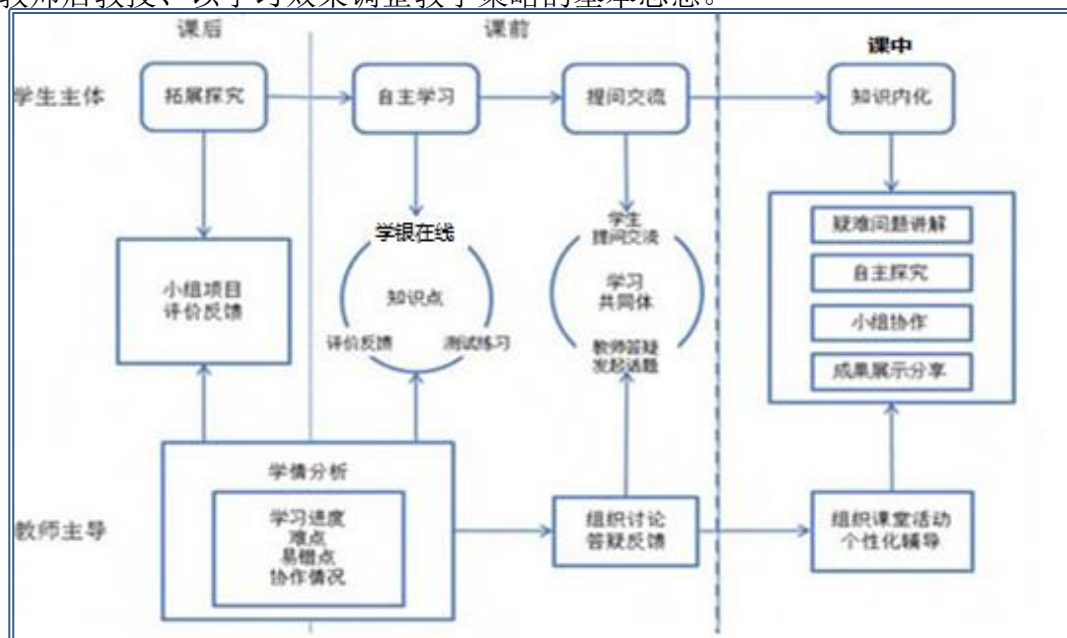 教师后教授、以学习效果调整教学策略的基本思想。
课后
课前
课中
学生主体
拓展探究
自主学习
提问交流
知识内化
小组项目
评价反馈
学银在线
知识点
评价反馈
测试练习
学生
提问交流
学习
共同体
教师答疑
发起话题
疑难问题讲解
自主探究
小组协作
成果展示分享
教师主导
学情分析
学习进度
难点
易错点
协作情况
组织讨论
答疑反馈
组织课堂活动
个性化辅导